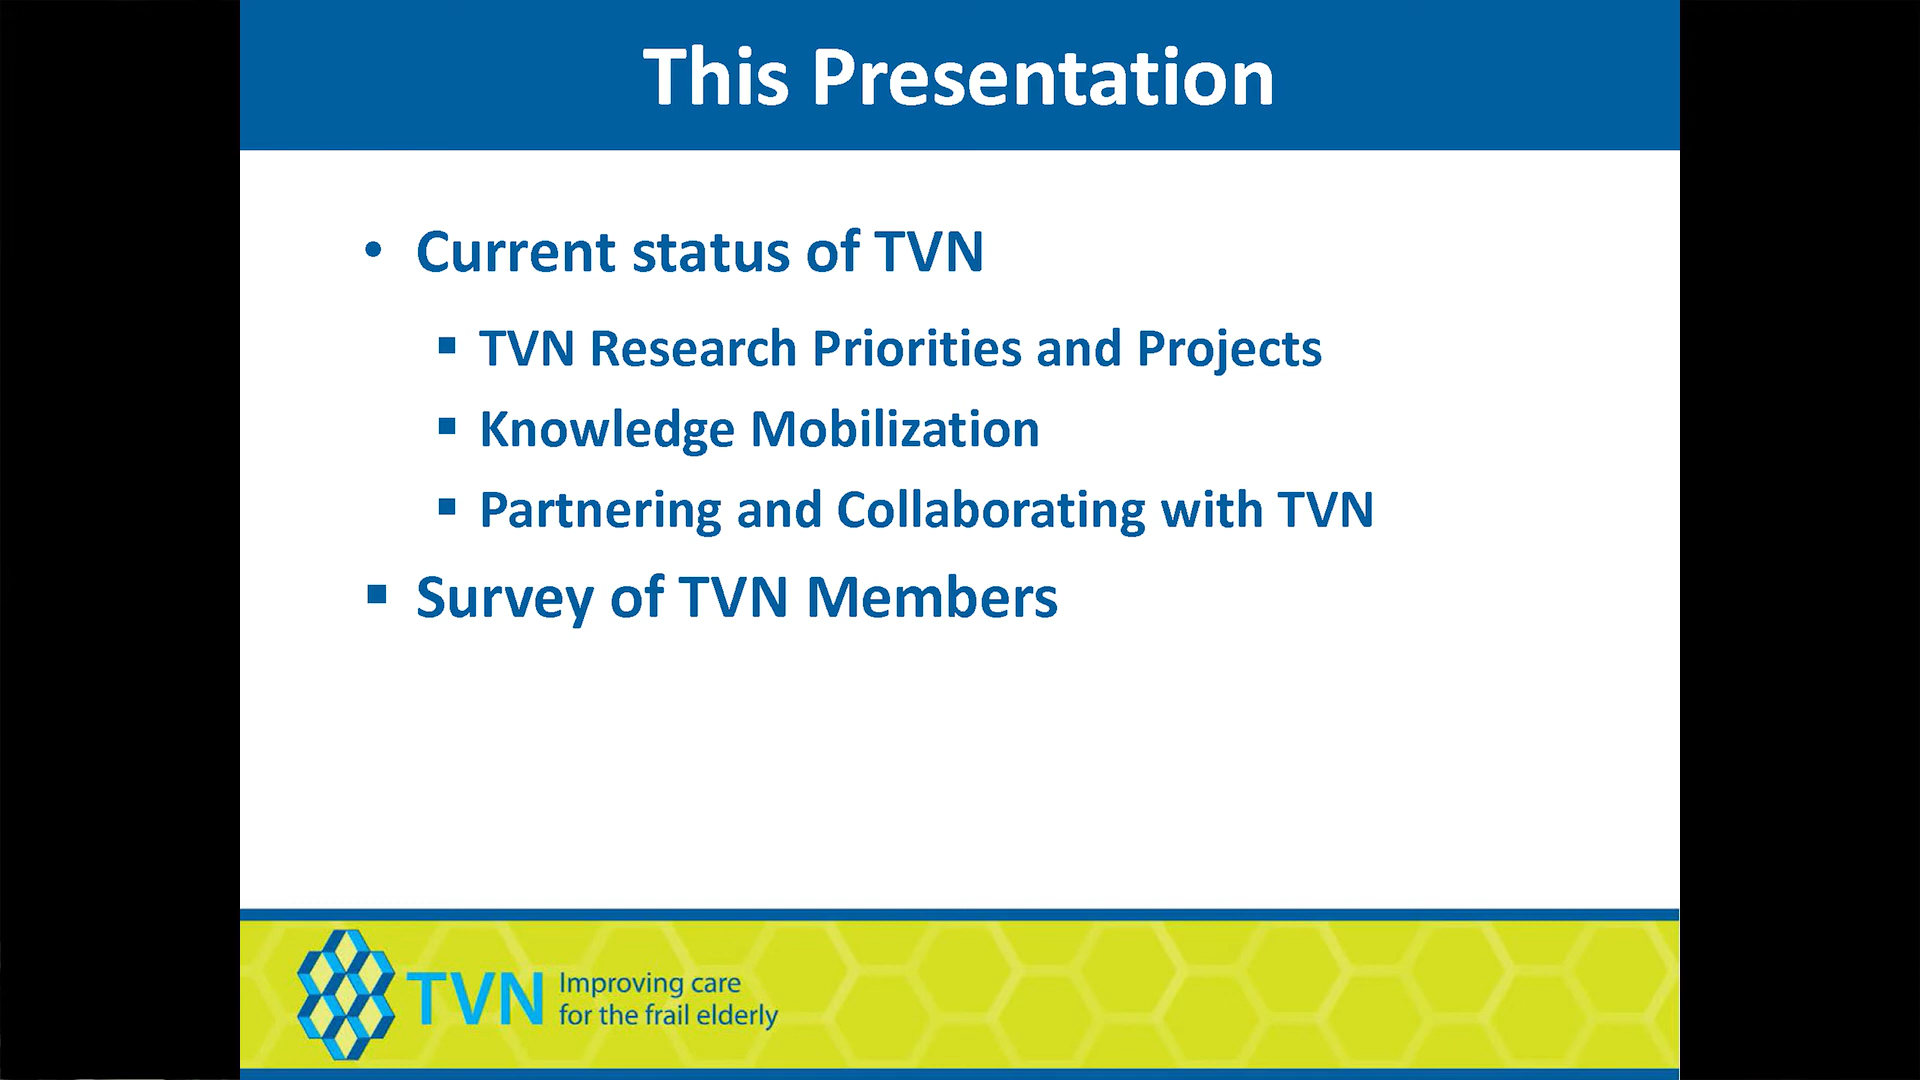 This Presentation
• Current status of TVN
▪ TVN Research Priorities and Projects
▪ Knowledge Mobilization
▪ Partnering and Collaborating with TVN
▪ Survey of TVN Members
TVN
Improving care
for the frail elderly